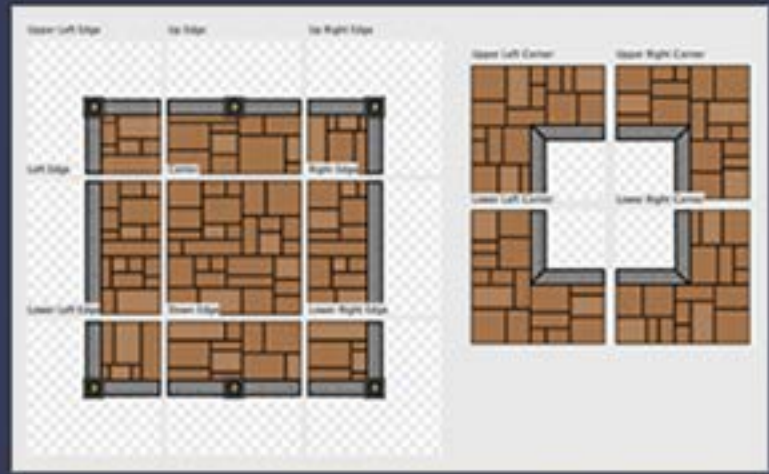 Upper Left Edge
Up Edge
Up Right Edge
Upper Left Corner
Upper Right Corner
Left Edge
Center
Right Edge
Lower Left Corner
Lower Right Corner
Lower Left Edge
Down Edge
Lower Right Edge